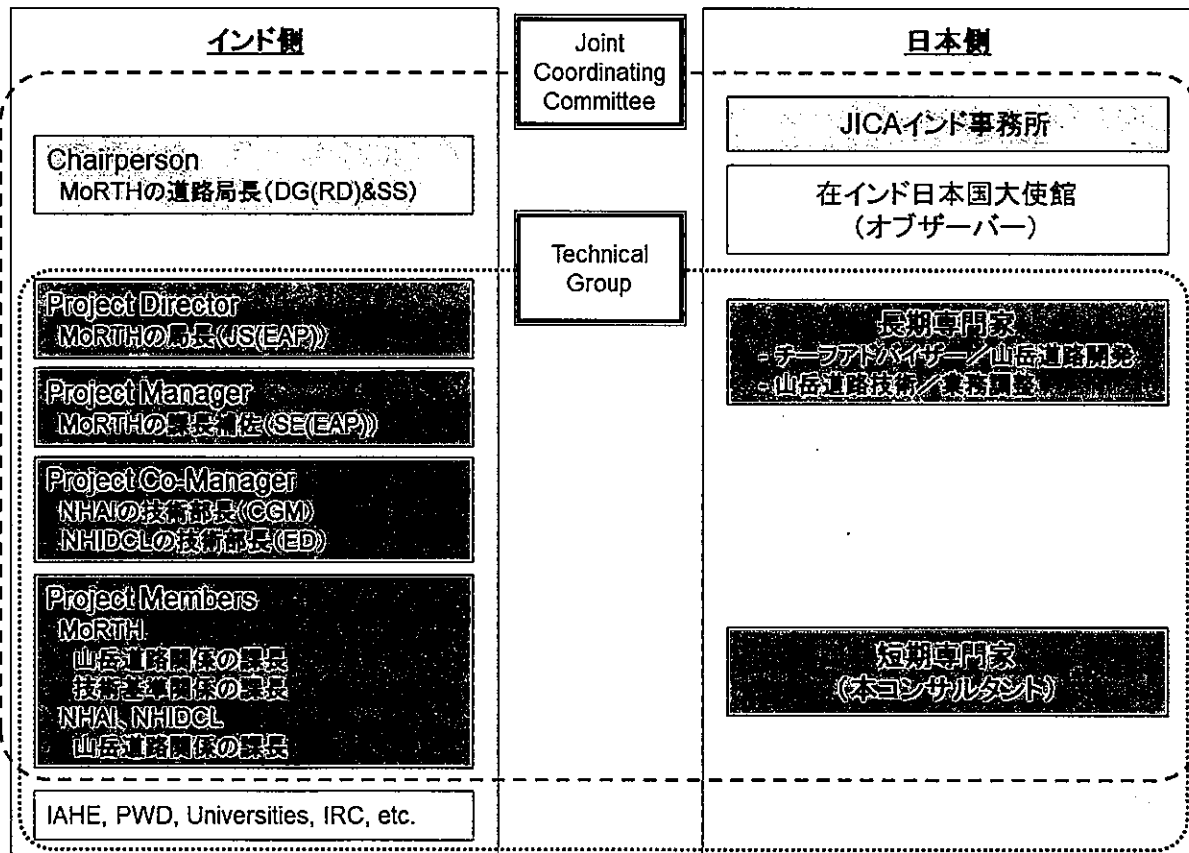 インド側
Joint
Coordinating
Committee
日本側
Chairperson
MoRTHの道路局長(DG(RD)&SS)
JICAインド事務所
在インド日本国大使館
(オブザーバー)
Technical
Group
Project Director
MoRTHの局長(JS(EAP))
Project Manager
MoRTHの課長補佐(SE(EAP))
Project Co-Manager
NHAIの技術部長(CGM)
NHIDCLの技術部長(ED)
Project Members
MoRTH
山岳道路関係の課長
技術基準関係の課長
NHAI、NHIDCL
山岳道路関係の課長
IAHE, PWD, Universities, IRC, etc.
長期専門家
- チーフアドバイザー/山岳道路開発
- 山岳道路技術/業務調整
短期専門家
(本コンサルタント)